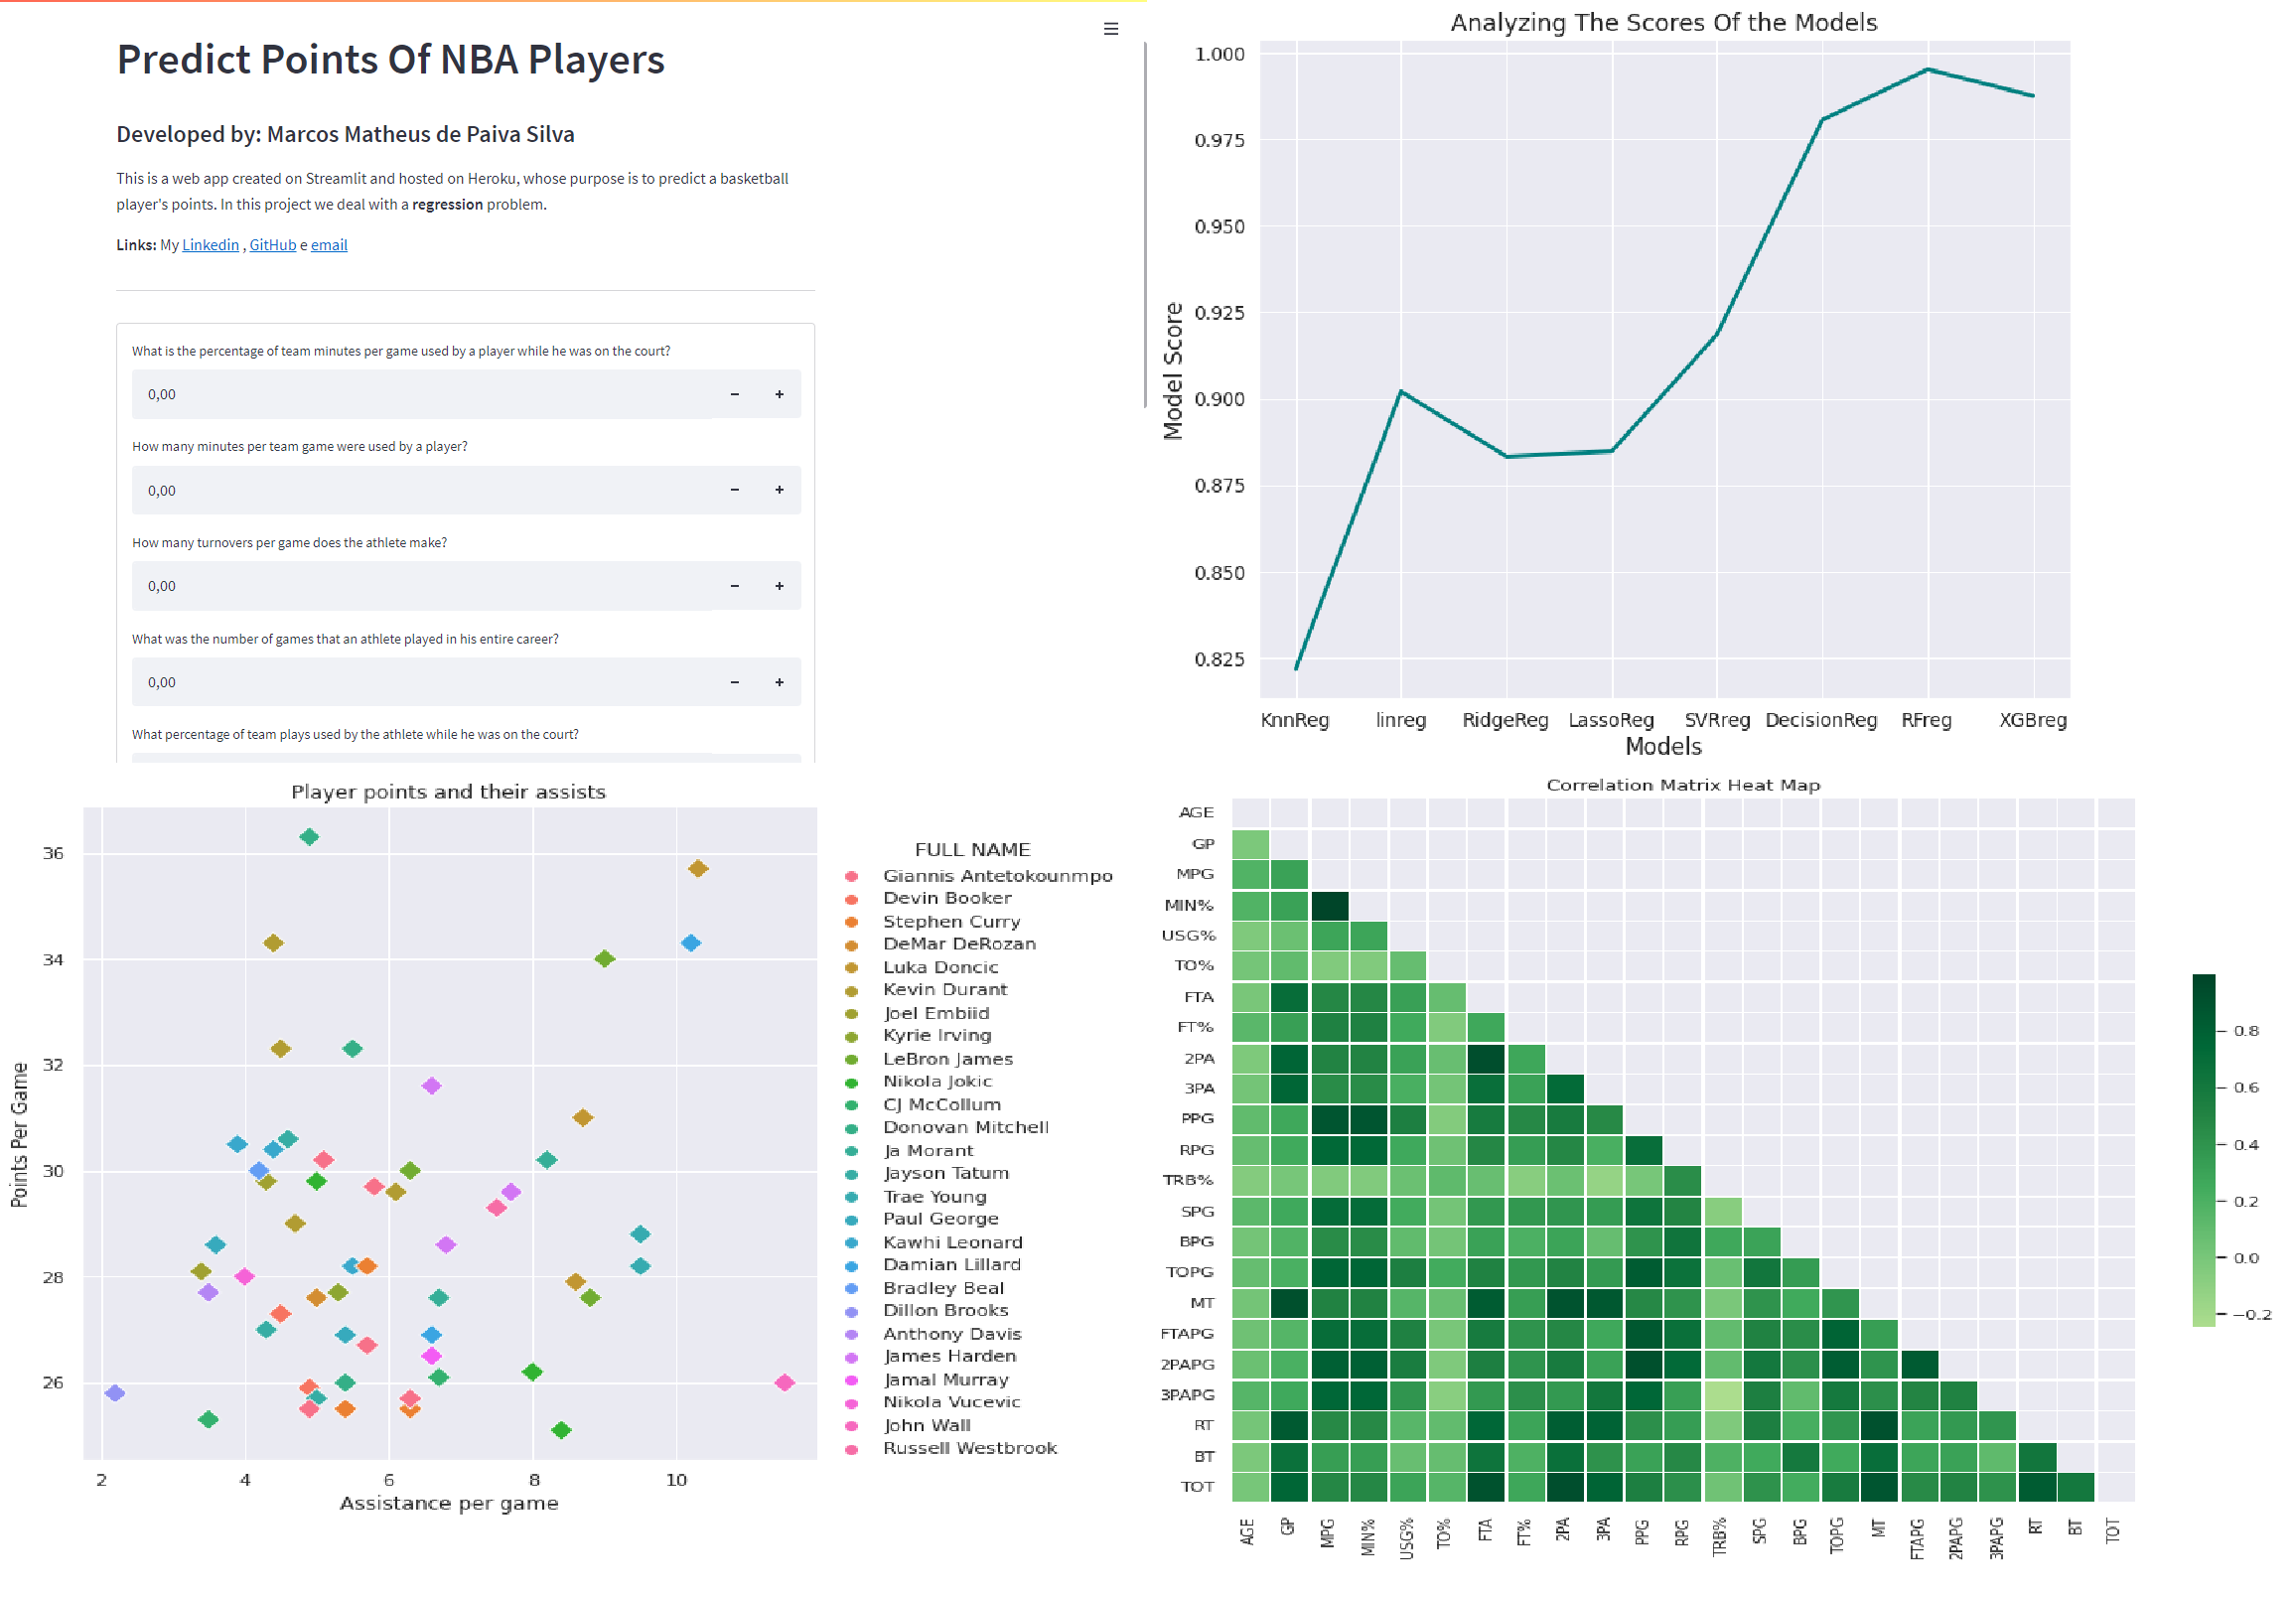 Predict Points Of NBA Players
Developed by: Marcos Matheus de Paiva Silva
This is a web app created on Streamlit and hosted on Heroku, whose purpose is to predict a basketball
player's points. In this project we deal with a regression problem.
Links: My Linkedin , GitHub e email
What is the percentage of team minutes per game used by a player while he was on the court?
0,00
How many minutes per team game were used by a player?
0,00
How many turnovers per game does the athlete make?
0,00
What was the number of games that an athlete played in his entire career?
0,00
What percentage of team plays used by the athlete while he was on the court?
Analyzing The Scores Of the Models
Model Score
1.000
0.975
0.950
0.925
0.900
0.875
0.850
0.825
KnnReg linreg RidgeReg LassoReg SVRreg DecisionReg RFreg XGBreg
Models
Player points and their assists
Points Per Game
36
34
32
30
28
26
2 4 6 8 10
Assistance per game
FULL NAME
Giannis Antetokounmpo
Devin Booker
Stephen Curry
DeMar DeRozan
Luka Doncic
Kevin Durant
Joel Embiid
Kyrie Irving
LeBron James
Nikola Jokic
CJ McCollum
Donovan Mitchell
Ja Morant
Jayson Tatum
Trae Young
Paul George
Kawhi Leonard
Damian Lillard
Bradley Beal
Dillon Brooks
Anthony Davis
James Harden
Jamal Murray
Nikola Vucevic
John Wall
Russell Westbrook
Correlation Matrix Heat Map
AGE
GP
MPG
MIN%
USG%
TO%
FTA
FT%
2PA
3PA
PPG
RPG
TRB%
SPG
BPG
TOPG
MT
FTAPG
2PAPG
3PAPG
RT
BT
TOT
AGE GP MPG MIN% USG% TO% FTA FT% 2PA 3PA PPG RPG TRB% SPG BPG TOPG MT FTAPG 2PAPG 3PAPG RT BT TOT
0.8
0.6
0.4
0.2
0.0
−0.2